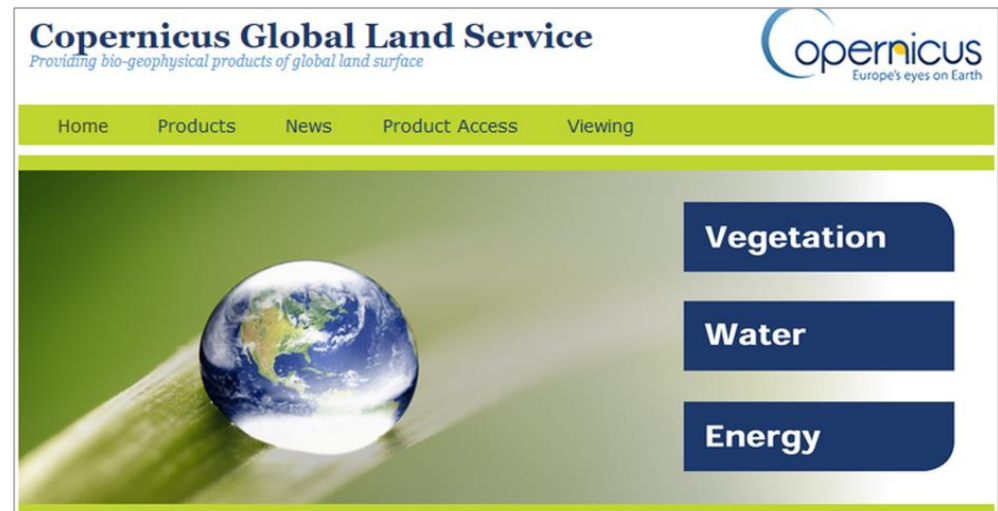 Copernicus Global Land Service
Providing bio-geophysical products of global land surface
opernicus
Europe's eyes on Earth
Home Products News Product Access Viewing
Vegetation
Water
Energy